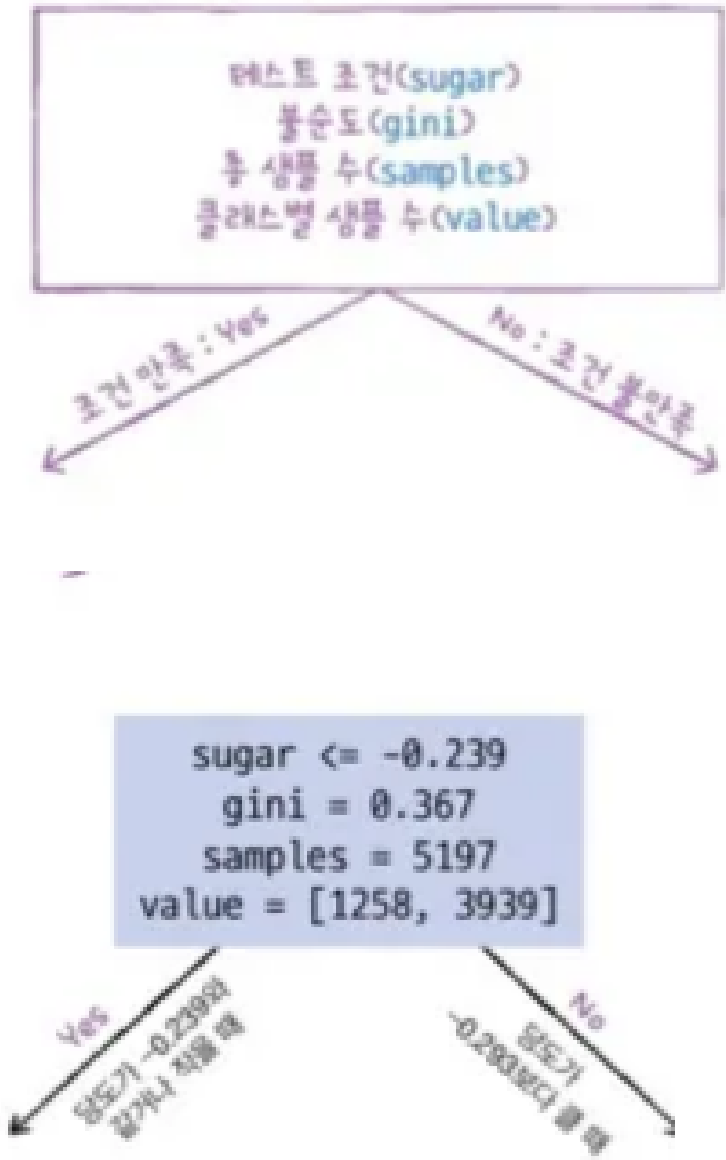 테스트 조건(sugar)
불순도(gini)
총 샘플 수(samples)
클래스별 샘플 수(value)
조건 만족 : Yes
No : 조건 불만족
sugar <= -0.239
gini = 0.367
samples = 5197
value = [1258, 3939]
Yes
당도가 -0.239와
같거나 작을 때
No
당도가
-0.293보다 클 때